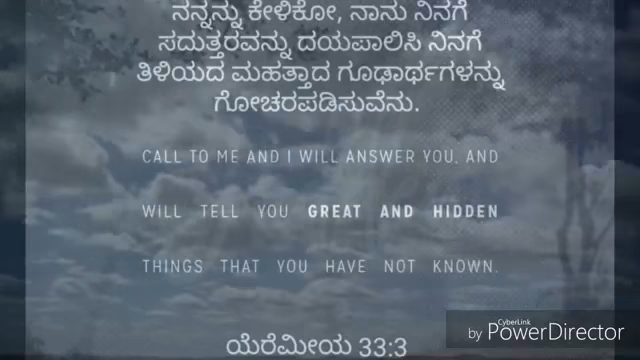 ನನ್ನನ್ನು ಕೇಳಿಕೋ, ನಾನು ನಿನಗೆ
ಸದುತ್ತರವನ್ನು ದಯಪಾಲಿಸಿ ನಿನಗೆ
ತಿಳಿಯದ ಮಹತ್ತಾದ ಗೂಢಾರ್ಥಗಳನ್ನು
ಗೋಚರಪಡಿಸುವೆನು.
CALL TO ME AND I WILL ANSWER YOU, AND
WILL TELL YOU GREAT AND HIDDEN
THINGS THAT YOU HAVE NOT KNOWN.
ಯೆರೆಮೀಯ 33:3
CyberLink
by PowerDirector